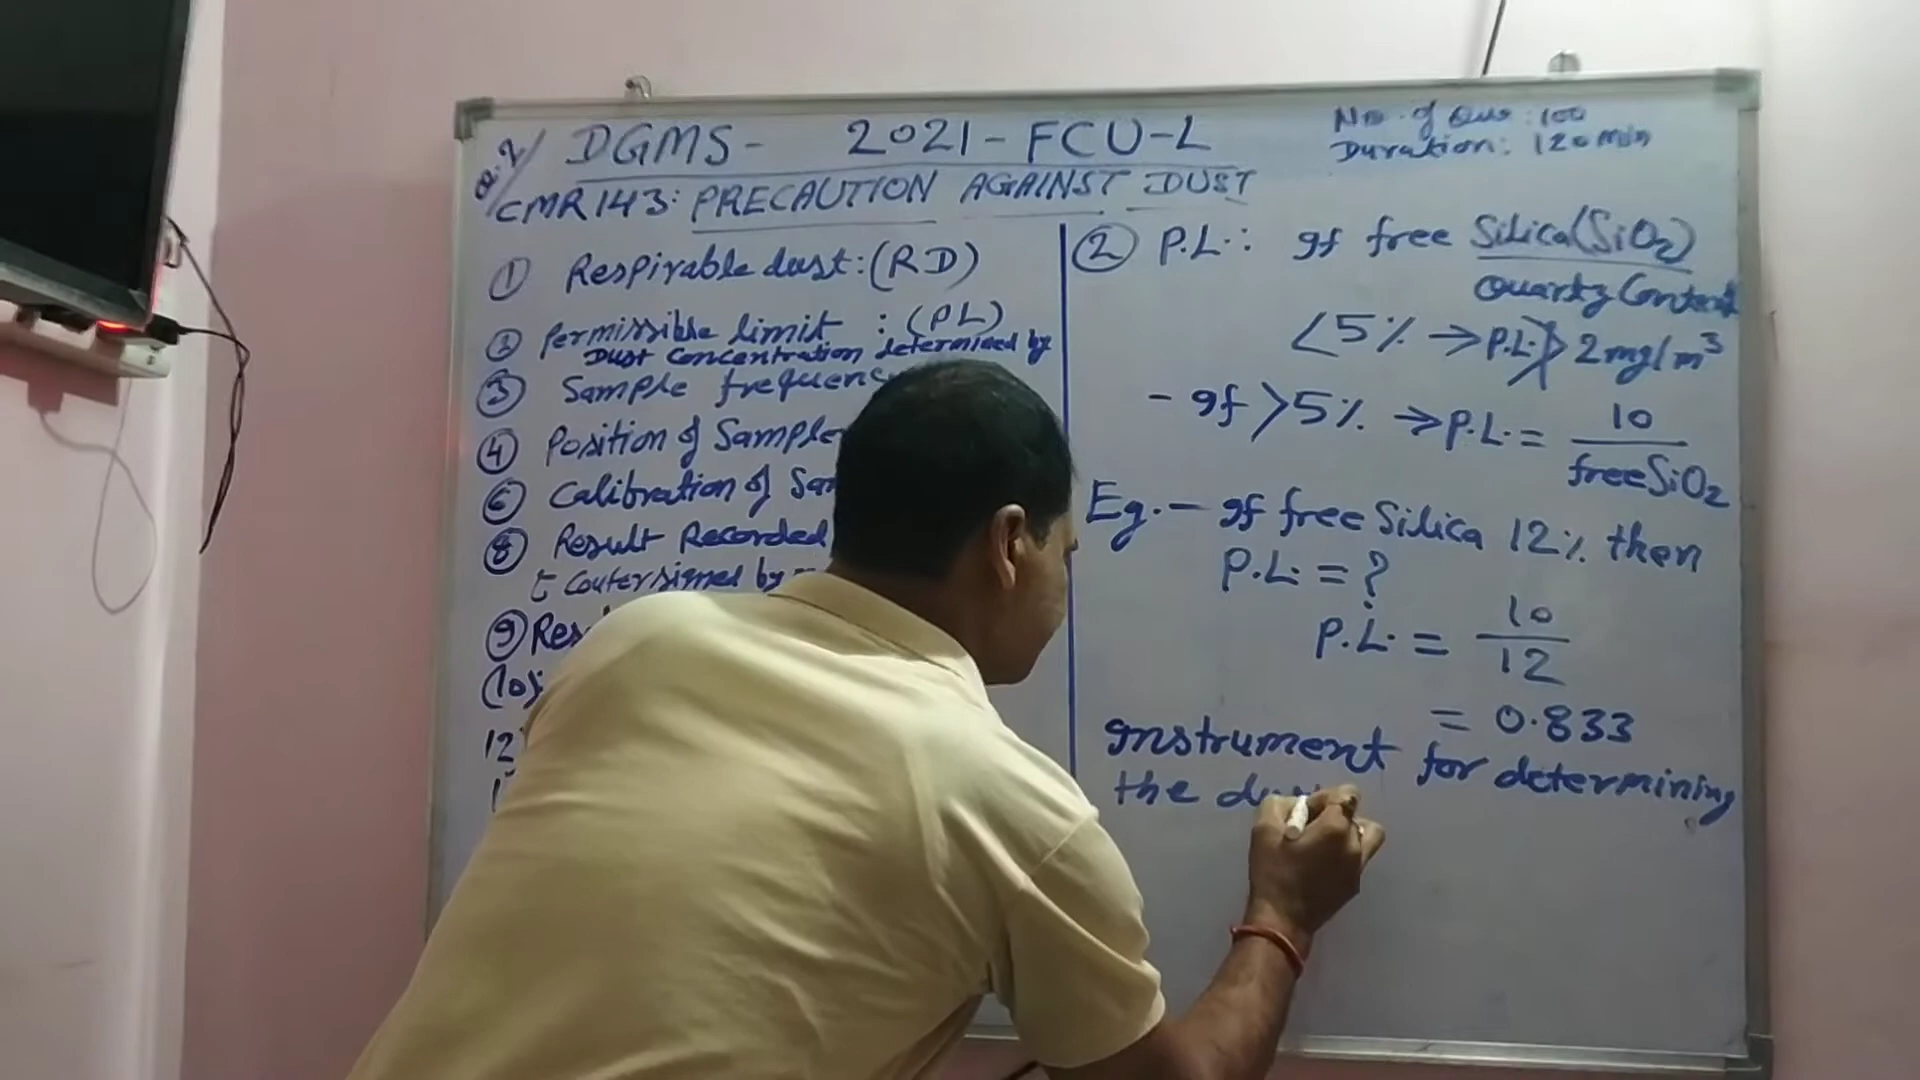 DGMS - 2021 - FCU-L
No. of Ques : 100
Duration: 120 min
CMR 143: PRECAUTION AGAINST DUST
① Respirable dust: (RD)
② Permissible limit : (PL)
Dust Concentration determined by
③ Sample frequenc
④ Position of Sample
⑥ Calibration of Sam
⑧ Result Recorded
Coutersigned by
⑨ Res
(10)
12
② P.L.: If free Silica(SiO₂)
Quartz Content
<5% → P.L. ≯ 2mg/m³
- If >5% → P.L. = 10
free SiO₂
Eg. - If free Silica 12% then
P.L. = ?
P.L. = 10
12
= 0.833
Instrument for determining
the du